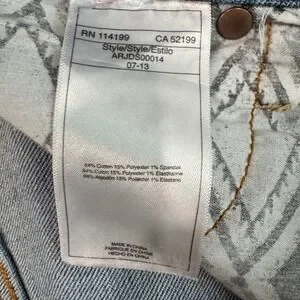 RN 114199 CA 52199
Style/Style/Estilo
ARJDS00014
07-13
84% Cotton 15% Polyester 1% Spandex
84% Coton 15% Polyester 1% Elasthanne
84% Algodón 15% Poliéster 1% Elastano
MADE IN CHINA
FABRIQUÉ EN CHINE
HECHO EN CHINA